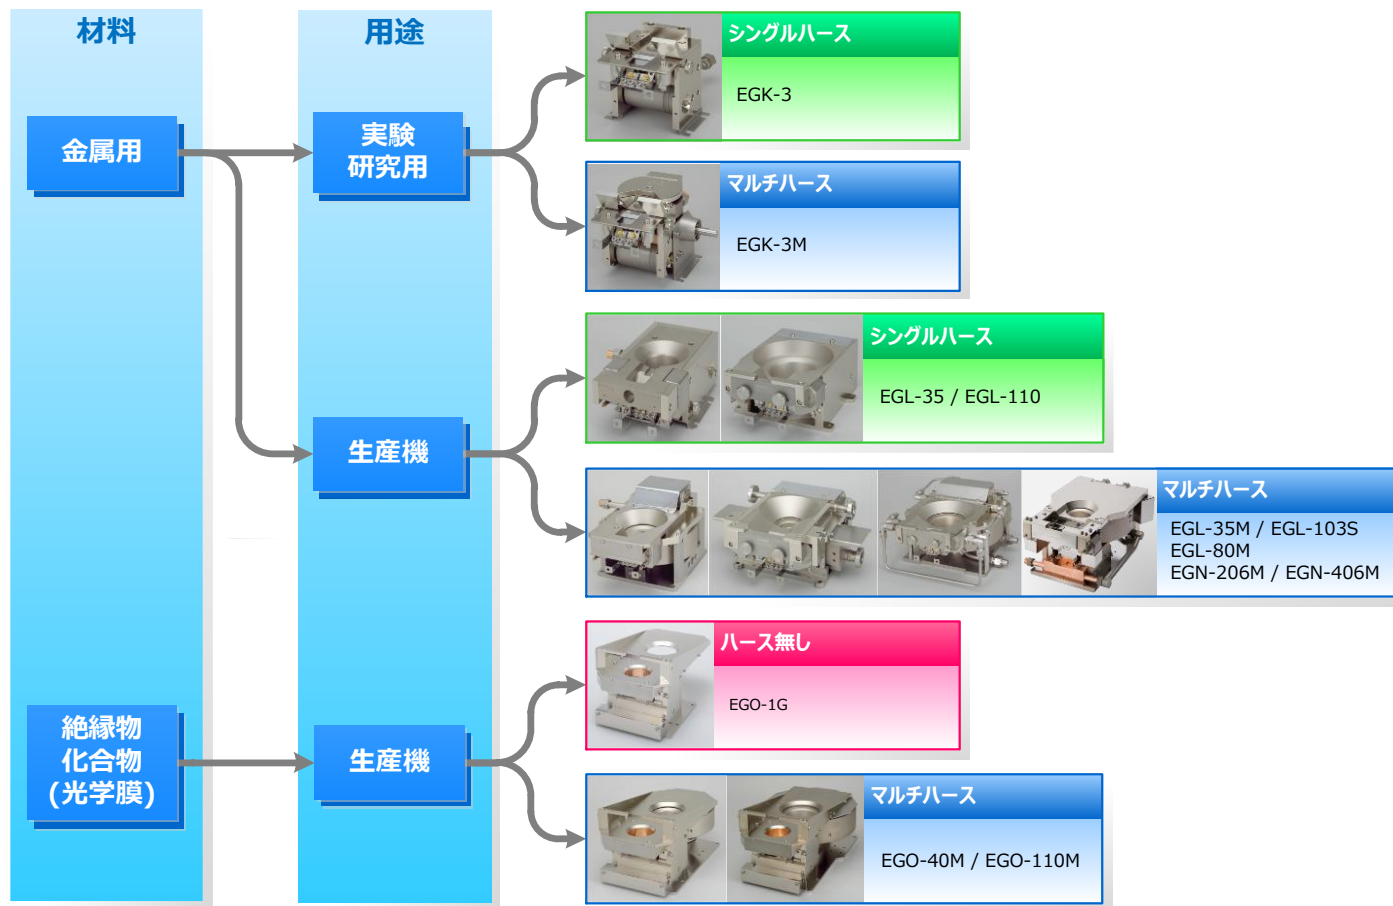 材料
用途
金属用
実験
研究用
シングルハース
EGK-3
マルチハース
EGK-3M
生産機
シングルハース
EGL-35 / EGL-110
マルチハース
EGL-35M / EGL-103S
EGL-80M
EGN-206M / EGN-406M
絶縁物
化合物
(光学膜)
生産機
ハース無し
EGO-1G
マルチハース
EGO-40M / EGO-110M